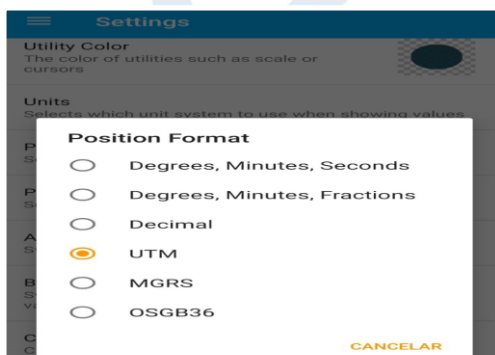 Settings
Utility Color
The color of utilities such as scale or
cursors
Units
Selects which unit system to use when showing values
Position Format
Degrees, Minutes, Seconds
Degrees, Minutes, Fractions
Decimal
UTM
MGRS
OSGB36
CANCELAR